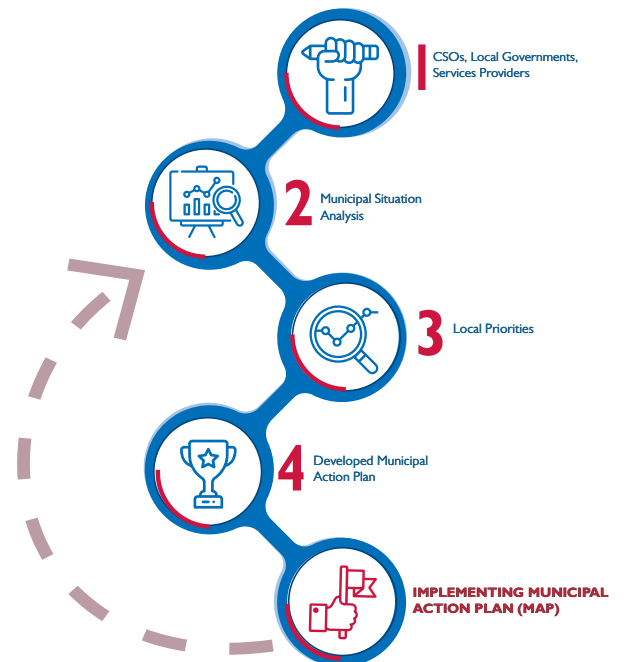 1
CSOs, Local Governments,
Services Providers
2
Municipal Situation
Analysis
3
Local Priorities
4
Developed Municipal
Action Plan
IMPLEMENTING MUNICIPAL
ACTION PLAN (MAP)